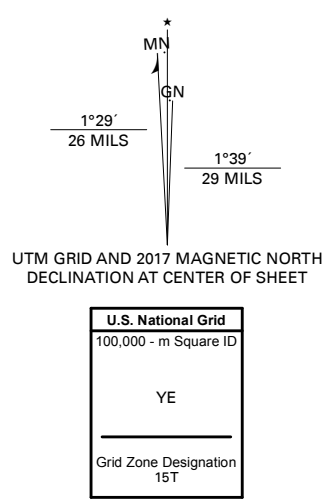 MN
GN
1°29´
26 MILS
1°39´
29 MILS
UTM GRID AND 2017 MAGNETIC NORTH
DECLINATION AT CENTER OF SHEET
U.S. National Grid
100,000 - m Square ID
YE
Grid Zone Designation
15T